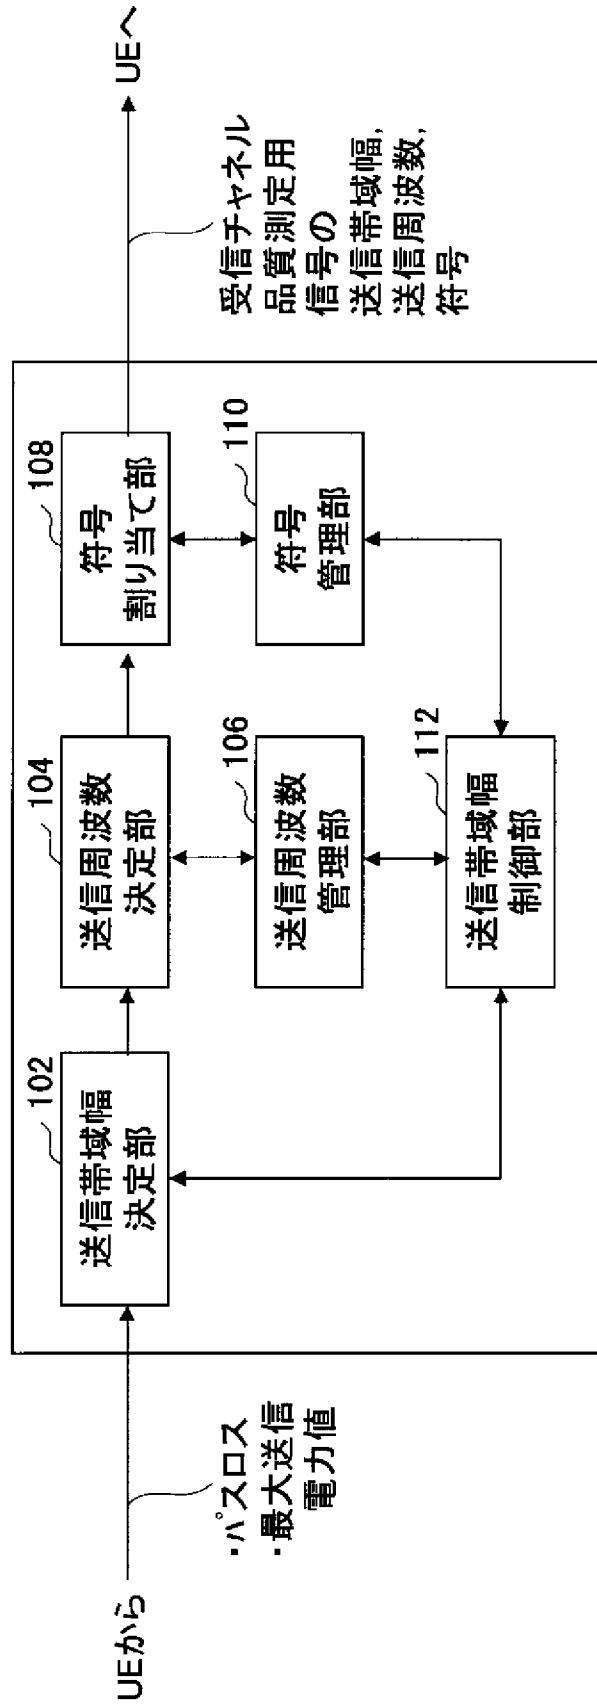 UEから
・パスロス
・最大送信
電力値
102
送信帯域幅
決定部
104
送信周波数
決定部
106
送信周波数
管理部
108
符号
割り当て部
110
符号
管理部
112
送信帯域幅
制御部
UEへ
受信チャネル
品質測定用
信号の
送信帯域幅,
送信周波数,
符号